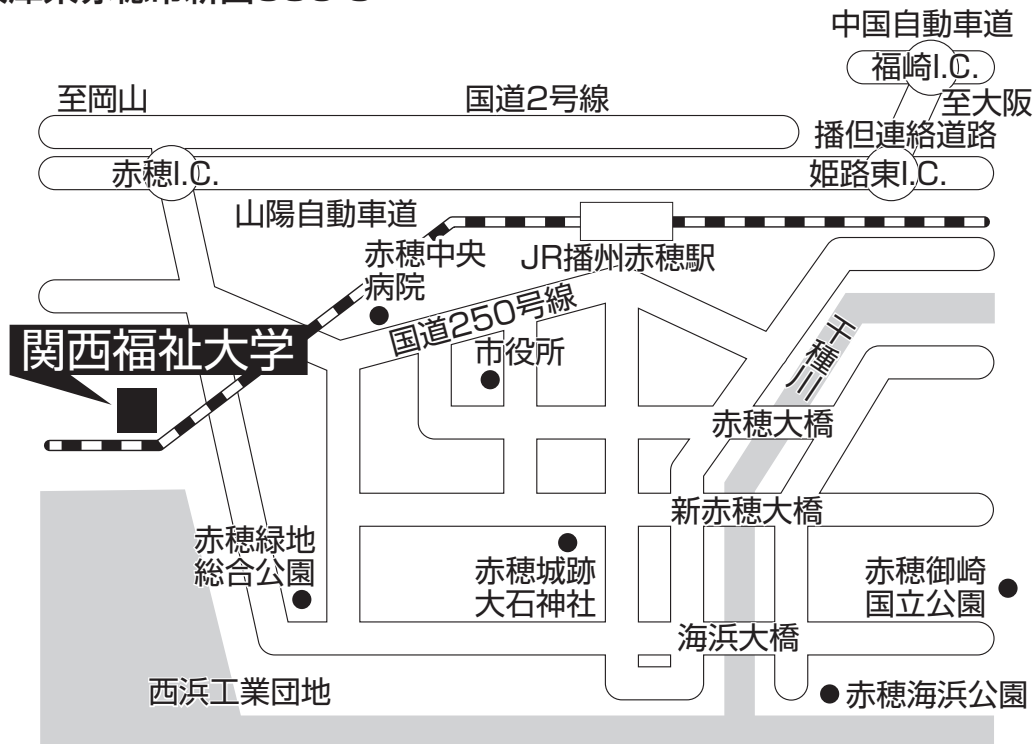 中国自動車道
福崎I.C.
至岡山
国道2号線
至大阪
播但連絡道路
赤穂I.C.
姫路東I.C.
山陽自動車道
赤穂中央
病院
JR播州赤穂駅
国道250号線
千種川
関西福祉大学
市役所
赤穂大橋
新赤穂大橋
赤穂緑地
総合公園
赤穂城跡
大石神社
赤穂御崎
国立公園
海浜大橋
西浜工業団地
赤穂海浜公園